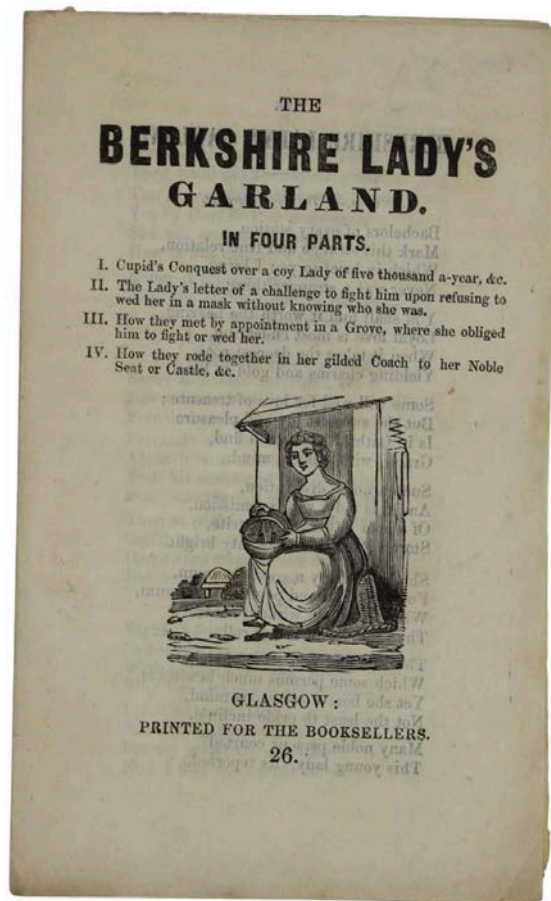 THE
BERKSHIRE LADY'S
GARLAND.
IN FOUR PARTS.
I. Cupid's Conquest over a coy Lady of five thousand a-year, &c.
II. The Lady's letter of a challenge to fight him upon refusing to
wed her in a mask without knowing who she was.
III. How they met by appointment in a Grove, where she obliged
him to fight or wed her.
IV. How they rode together in her gilded Coach to her Noble
Seat or Castle, &c.
GLASGOW:
PRINTED FOR THE BOOKSELLERS.
26.